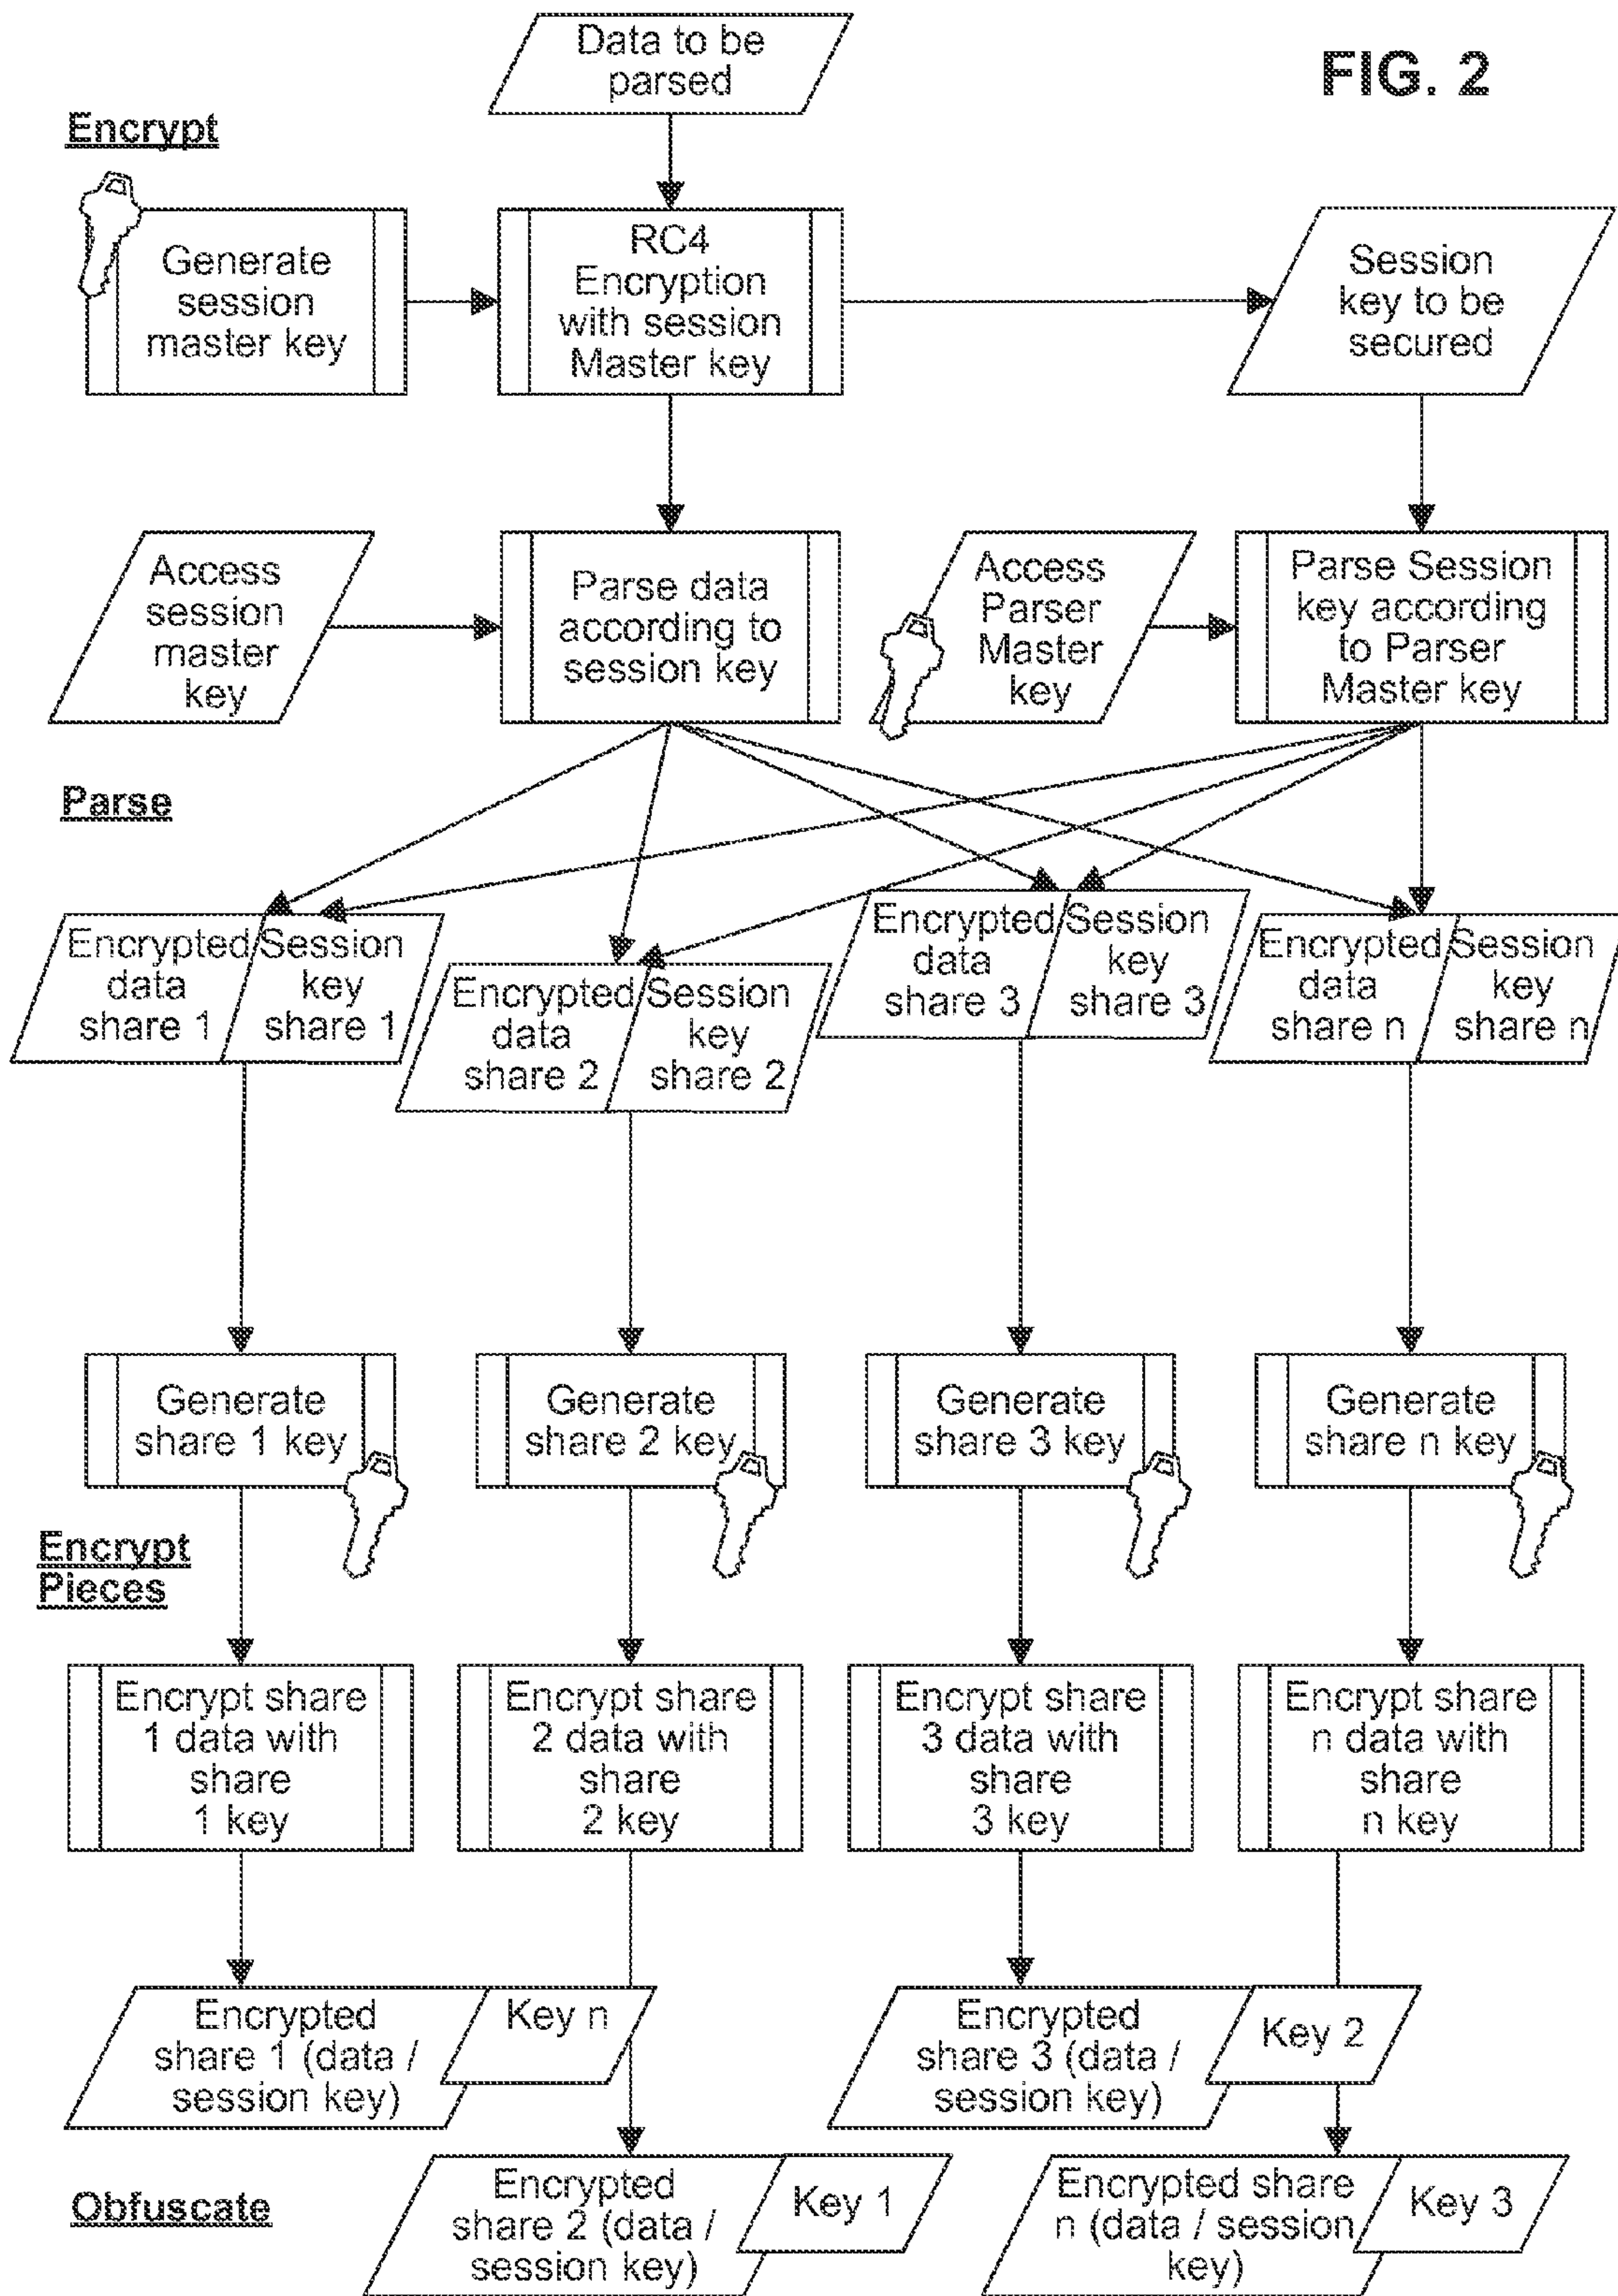 Data to be
parsed
FIG. 2
Encrypt
Generate
session
master key
RC4
Encryption
with session
Master key
Session
key to be
secured
Access
session
master
key
Parse data
according to
session key
Access
Parser
Master
key
Parse Session
key according
to Parser
Master key
Parse
Encrypted
data
share 1
Session
key
share 1
Encrypted
data
share 2
Session
key
share 2
Encrypted
data
share 3
Session
key
share 3
Encrypted
data
share n
Session
key
share n
Generate
share 1 key
Generate
share 2 key
Generate
share 3 key
Generate
share n key
Encrypt
Pieces
Encrypt share
1 data with
share
1 key
Encrypt share
2 data with
share
2 key
Encrypt share
3 data with
share
3 key
Encrypt share
n data with
share
n key
Encrypted
share 1 (data /
session key)
Key n
Encrypted
share 3 (data /
session key)
Key 2
Obfuscate
Encrypted
share 2 (data /
session key)
Key 1
Encrypted share
n (data / session
key)
Key 3